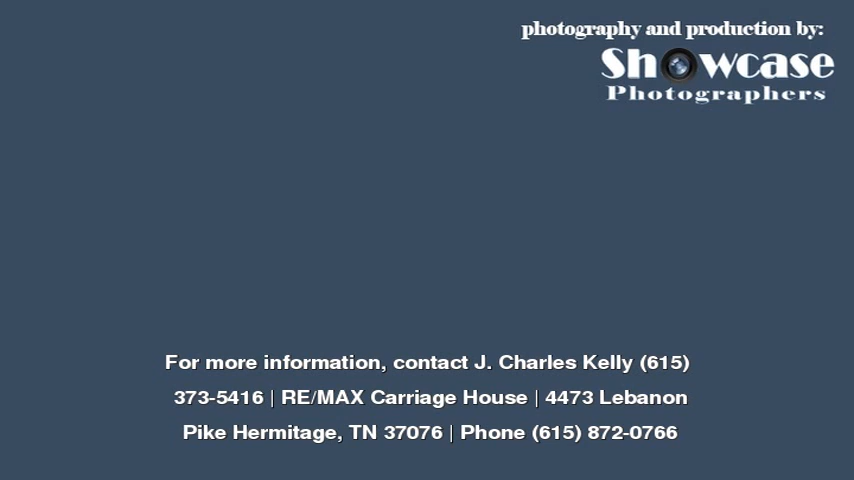 photography and production by:
Showcase
Photographers
For more information, contact J. Charles Kelly (615)
373-5416 | RE/MAX Carriage House | 4473 Lebanon
Pike Hermitage, TN 37076 | Phone (615) 872-0766